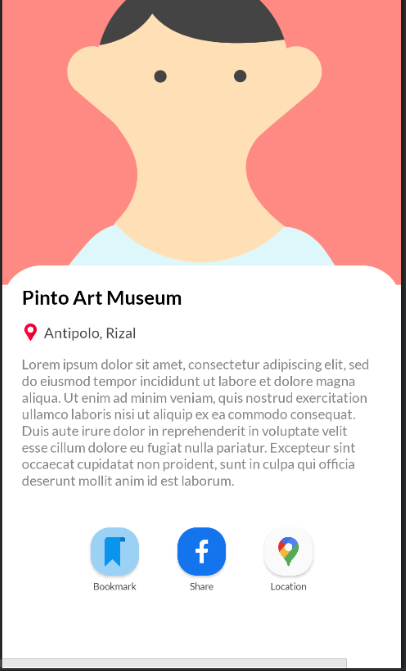 Pinto Art Museum
Antipolo, Rizal
Lorem ipsum dolor sit amet, consectetur adipiscing elit, sed
do eiusmod tempor incididunt ut labore et dolore magna
aliqua. Ut enim ad minim veniam, quis nostrud exercitation
ullamco laboris nisi ut aliquip ex ea commodo consequat.
Duis aute irure dolor in reprehenderit in voluptate velit
esse cillum dolore eu fugiat nulla pariatur. Excepteur sint
occaecat cupidatat non proident, sunt in culpa qui officia
deserunt mollit anim id est laborum.
Bookmark Share Location